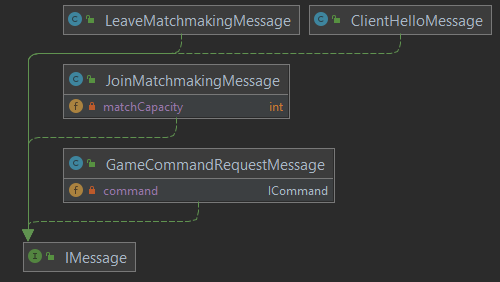 C LeaveMatchmakingMessage
C ClientHelloMessage
C JoinMatchmakingMessage
f matchCapacity int
C GameCommandRequestMessage
f command ICommand
I IMessage